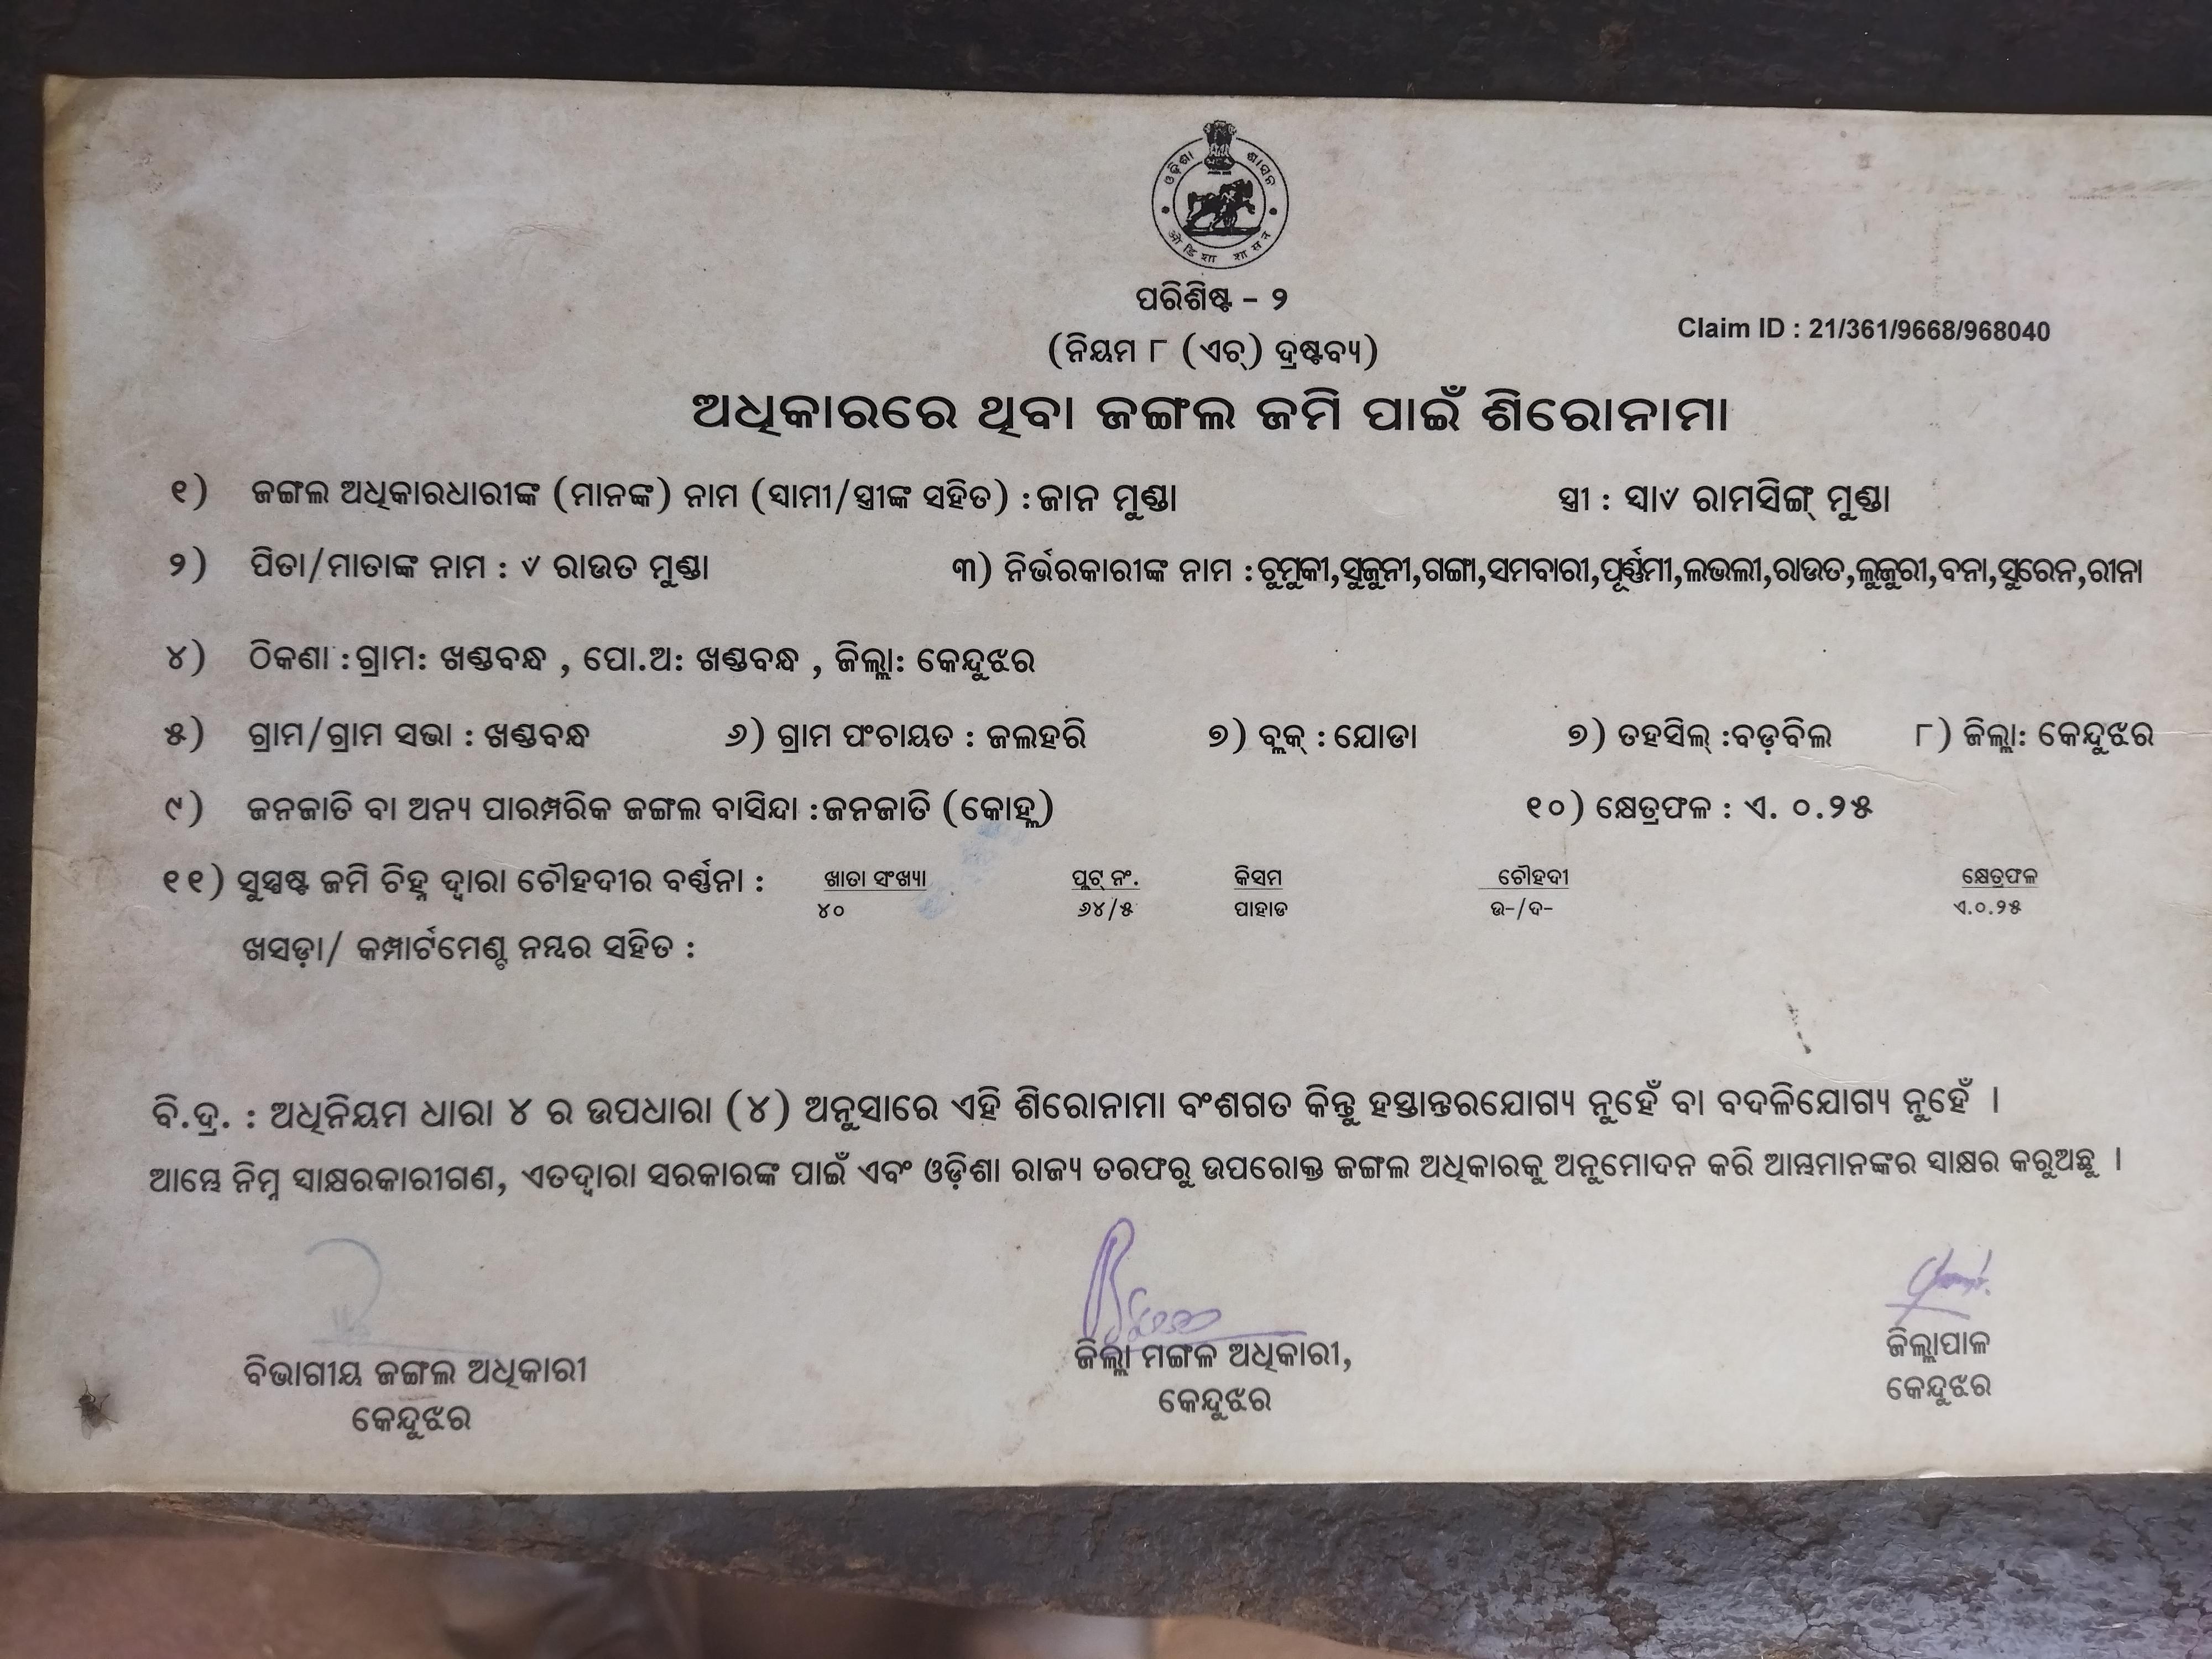 ଓଡ଼ିଶା ଶାସନ
ओडिशा शासन
ପରିଶିଷ୍ଟ - ୨
Claim ID : 21/361/9668/968040
(ନିୟମ ୮ (ଏଚ୍) ଦ୍ରଷ୍ଟବ୍ୟ)
ଅଧିକାରରେ ଥିବା ଜଙ୍ଗଲ ଜମି ପାଇଁ ଶିରୋନାମା
୧) ଜଙ୍ଗଲ ଅଧିକାରଧାରୀଙ୍କ (ମାନଙ୍କ) ନାମ (ସ୍ୱାମୀ/ସ୍ତ୍ରୀଙ୍କ ସହିତ) : ଜାନ ମୁଣ୍ଡା ସ୍ତ୍ରୀ : ସ୍ୱା୰ ରାମସିଙ୍ଗ୍ ମୁଣ୍ଡା
୨) ପିତା/ମାତାଙ୍କ ନାମ : ୰ ରାଉତ ମୁଣ୍ଡା ୩) ନିର୍ଭରକାରୀଙ୍କ ନାମ : ଚୁମୁକୀ,ସୁକୁନୀ,ଗଙ୍ଗା,ସମବାରୀ,ପୂର୍ଣ୍ଣମୀ,ଲଭଲୀ,ରାଉତ,ଲୁକୁରୀ,ବନା,ସୁରେନ,ରୀନା
୪) ଠିକଣା : ଗ୍ରାମ: ଖଣ୍ଡବନ୍ଧ , ପୋ.ଅ: ଖଣ୍ଡବନ୍ଧ , ଜିଲ୍ଲା: କେନ୍ଦୁଝର
୫) ଗ୍ରାମ/ଗ୍ରାମ ସଭା : ଖଣ୍ଡବନ୍ଧ ୬) ଗ୍ରାମ ପଂଚାୟତ : ଜଲହରି ୭) ବ୍ଲକ୍ : ଯୋଡା ୭) ତହସିଲ୍ :ବଡ଼ବିଲ ୮) ଜିଲ୍ଲା: କେନ୍ଦୁଝର
୯) ଜନଜାତି ବା ଅନ୍ୟ ପାରମ୍ପରିକ ଜଙ୍ଗଲ ବାସିନ୍ଦା :ଜନଜାତି (କୋହ୍ଲ) ୧୦) କ୍ଷେତ୍ରଫଳ : ଏ. ୦.୨୫
୧୧) ସୁସ୍ପଷ୍ଟ ଜମି ଚିହ୍ନ ଦ୍ୱାରା ଚୌହଦୀର ବର୍ଣ୍ଣନା : ଖାତା ସଂଖ୍ୟା ପ୍ଲଟ୍ ନଂ. କିସମ ଚୌହଦୀ କ୍ଷେତ୍ରଫଳ
୪୦ ୬୪/୫ ପାହାଡ ଉ-/ଦ- ଏ.୦.୨୫
ଖସଡ଼ା/ କମ୍ପାର୍ଟମେଣ୍ଟ ନମ୍ବର ସହିତ :
ବି.ଦ୍ର. : ଅଧିନିୟମ ଧାରା ୪ ର ଉପଧାରା (୪) ଅନୁସାରେ ଏହି ଶିରୋନାମା ବଂଶଗତ କିନ୍ତୁ ହସ୍ତାନ୍ତରଯୋଗ୍ୟ ନୁହେଁ ବା ବଦଳିଯୋଗ୍ୟ ନୁହେଁ ।
ଆମ୍ଭେ ନିମ୍ନ ସ୍ୱାକ୍ଷରକାରୀଗଣ, ଏତଦ୍ୱାରା ସରକାରଙ୍କ ପାଇଁ ଏବଂ ଓଡ଼ିଶା ରାଜ୍ୟ ତରଫରୁ ଉପରୋକ୍ତ ଜଙ୍ଗଲ ଅଧିକାରକୁ ଅନୁମୋଦନ କରି ଆମ୍ଭମାନଙ୍କର ସ୍ୱାକ୍ଷର କରୁଅଛୁ ।
ବିଭାଗୀୟ ଜଙ୍ଗଲ ଅଧିକାରୀ ଜିଲ୍ଲା ମଙ୍ଗଳ ଅଧିକାରୀ, ଜିଲ୍ଲାପାଳ
କେନ୍ଦୁଝର କେନ୍ଦୁଝର କେନ୍ଦୁଝର